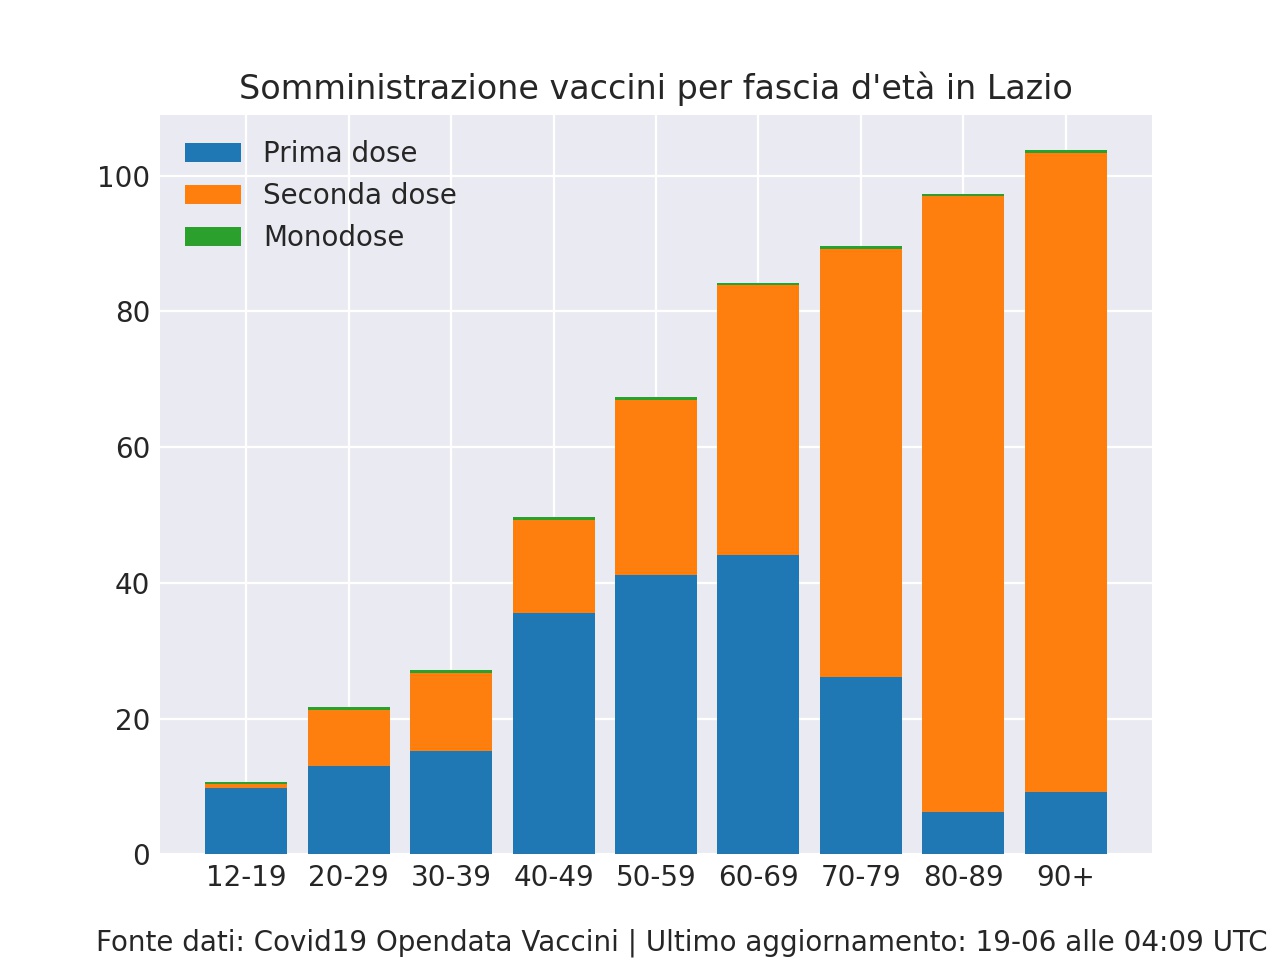 Somministrazione vaccini per fascia d'età in Lazio
Prima dose
Seconda dose
Monodose
100
80
60
40
20
0
12-19 20-29 30-39 40-49 50-59 60-69 70-79 80-89 90+
Fonte dati: Covid19 Opendata Vaccini | Ultimo aggiornamento: 19-06 alle 04:09 UTC